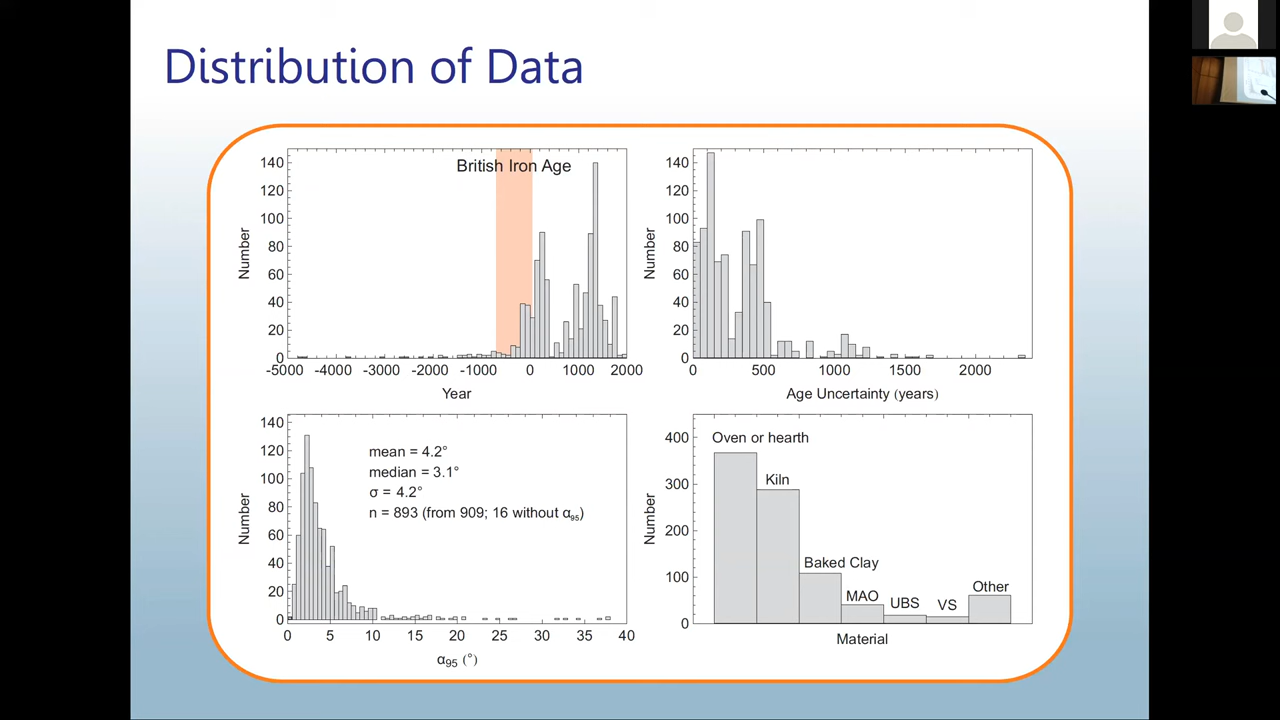 Distribution of Data
British Iron Age
140
120
100
80
60
40
20
0
Number
-5000 -4000 -3000 -2000 -1000 0 1000 2000
Year
140
120
100
80
60
40
20
0
Number
0 500 1000 1500 2000
Age Uncertainty (years)
140
120
100
80
60
40
20
0
Number
mean = 4.2°
median = 3.1°
σ = 4.2°
n = 893 (from 909; 16 without α95)
0 5 10 15 20 25 30 35 40
α95 (°)
400
300
200
100
0
Number
Oven or hearth
Kiln
Baked Clay
MAO
UBS
VS
Other
Material